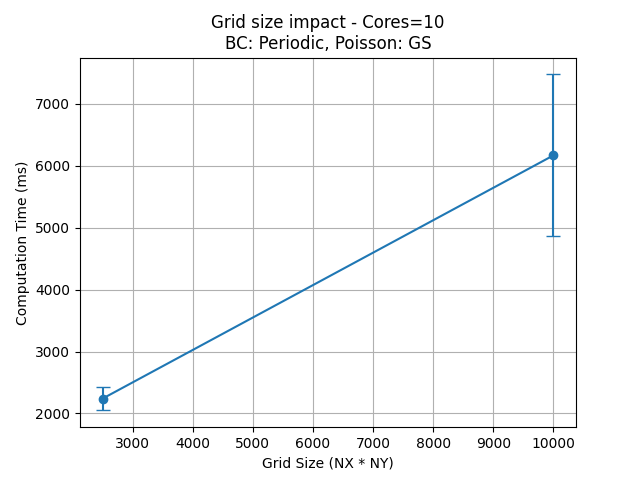 Grid size impact - Cores=10
BC: Periodic, Poisson: GS
7000
6000
5000
4000
3000
2000
Computation Time (ms)
3000 4000 5000 6000 7000 8000 9000 10000
Grid Size (NX * NY)